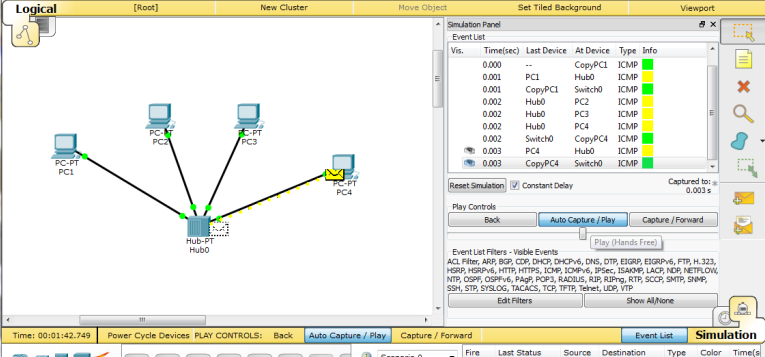 Logical [Root] New Cluster Move Object Set Tiled Background Viewport
Simulation Panel
Event List
Vis. Time(sec) Last Device At Device Type Info
0.000 -- CopyPC1 ICMP
0.001 PC1 Hub0 ICMP
0.001 CopyPC1 Switch0 ICMP
0.002 Hub0 PC2 ICMP
0.002 Hub0 PC3 ICMP
0.002 Hub0 PC4 ICMP
0.002 Switch0 CopyPC4 ICMP
0.003 PC4 Hub0 ICMP
0.003 CopyPC4 Switch0 ICMP
PC-PT
PC1
PC-PT
PC2
PC-PT
PC3
PC-PT
PC4
Hub-PT
Hub0
Reset Simulation Constant Delay Captured to: *
0.003 s
Play Controls
Back Auto Capture / Play Capture / Forward
Play (Hands Free)
Event List Filters - Visible Events
ACL Filter, ARP, BGP, CDP, DHCP, DHCPv6, DNS, DTP, EIGRP, EIGRPv6, FTP, H.323,
HSRP, HSRPv6, HTTP, HTTPS, ICMP, ICMPv6, IPSec, ISAKMP, LACP, NDP, NETFLOW,
NTP, OSPF, OSPFv6, PAgP, POP3, RADIUS, RIP, RIPng, RTP, SCCP, SMTP, SNMP,
SSH, STP, SYSLOG, TACACS, TCP, TFTP, Telnet, UDP, VTP
Edit Filters Show All/None
Time: 00:01:42.749 Power Cycle Devices PLAY CONTROLS: Back Auto Capture / Play Capture / Forward Event List Simulation
Scenario 0 Fire Last Status Source Destination Type Color Time(s